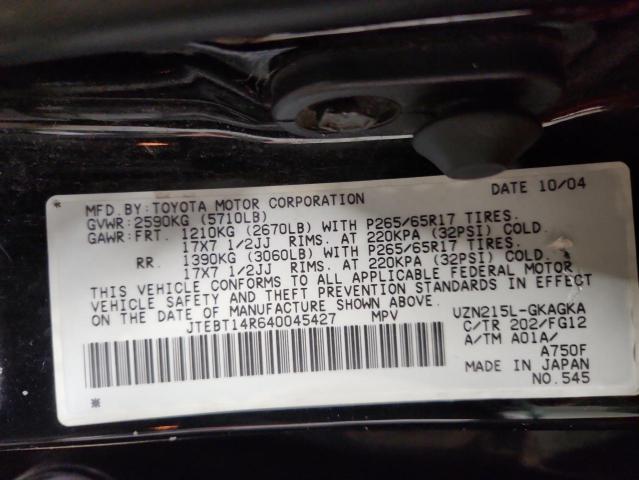 MFD.BY:TOYOTA MOTOR CORPORATION DATE 10/04
GVWR:2590KG (5710LB)
GAWR:FRT. 1210KG (2670LB) WITH P265/65R17 TIRES.
17X7 1/2JJ RIMS. AT 220KPA (32PSI) COLD.
RR. 1390KG (3060LB) WITH P265/65R17 TIRES.
17X7 1/2JJ RIMS. AT 220KPA (32PSI) COLD.
THIS VEHICLE CONFORMS TO ALL APPLICABLE FEDERAL MOTOR
VEHICLE SAFETY AND THEFT PREVENTION STANDARDS IN EFFECT
ON THE DATE OF MANUFACTURE SHOWN ABOVE.
JTEBT14R640045427 MPV UZN215L-GKAGKA
C/TR 202/FG12
A/TM A01A/
A750F
MADE IN JAPAN
NO.545